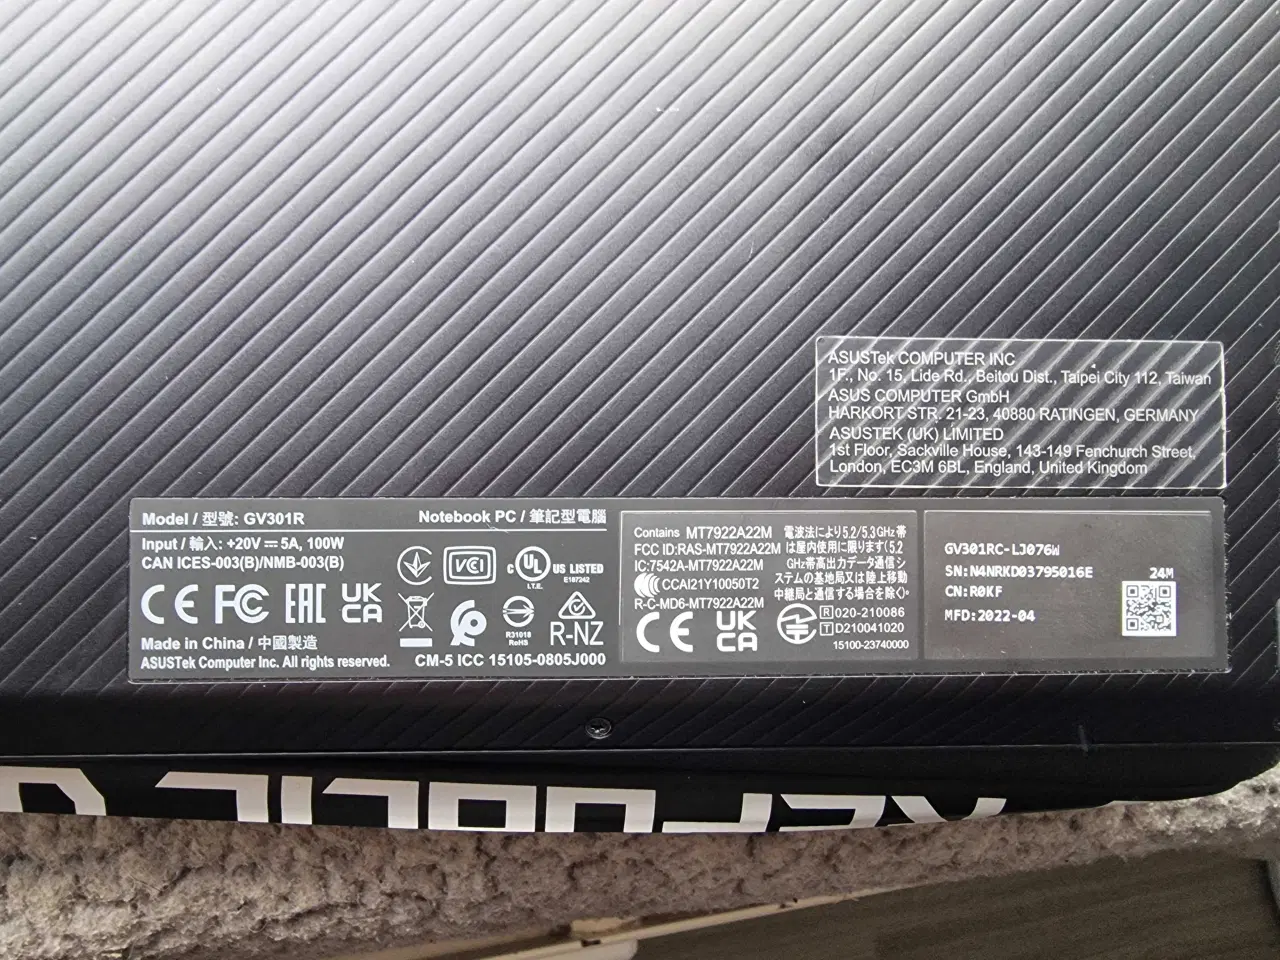 ASUSTek COMPUTER INC
1F., No. 15, Lide Rd., Beitou Dist., Taipei City 112, Taiwan
ASUS COMPUTER GmbH
HARKORT STR. 21-23, 40880 RATINGEN, GERMANY
ASUSTEK (UK) LIMITED
1st Floor, Sackville House, 143-149 Fenchurch Street,
London, EC3M 6BL, England, United Kingdom
Model / 型號: GV301R
Notebook PC / 筆記型電腦
Input / 輸入: +20V ⎓ 5A, 100W
CAN ICES-003(B)/NMB-003(B)
VCI
c UL US LISTED
I.T.E.
E187242
CE FC EAC UK CA
R31018
RoHS
R-NZ
Made in China / 中國製造
ASUSTek Computer Inc. All rights reserved.
CM-5 ICC 15105-0805J000
Contains MT7922A22M
FCC ID:RAS-MT7922A22M
IC:7542A-MT7922A22M
CCAI21Y10050T2
R-C-MD6-MT7922A22M
CE UK CA
電波法により5.2/5.3GHz帯
は屋内使用に限ります(5.2
GHz帯高出力データ通信シ
ステムの基地局又は陸上移動
中継局と通信する場合を除く)。
R 020-210086
T D210041020
15100-23740000
GV301RC-LJ076W
SN:N4NRKD03795016E
CN:R0KF
MFD:2022-04
24M